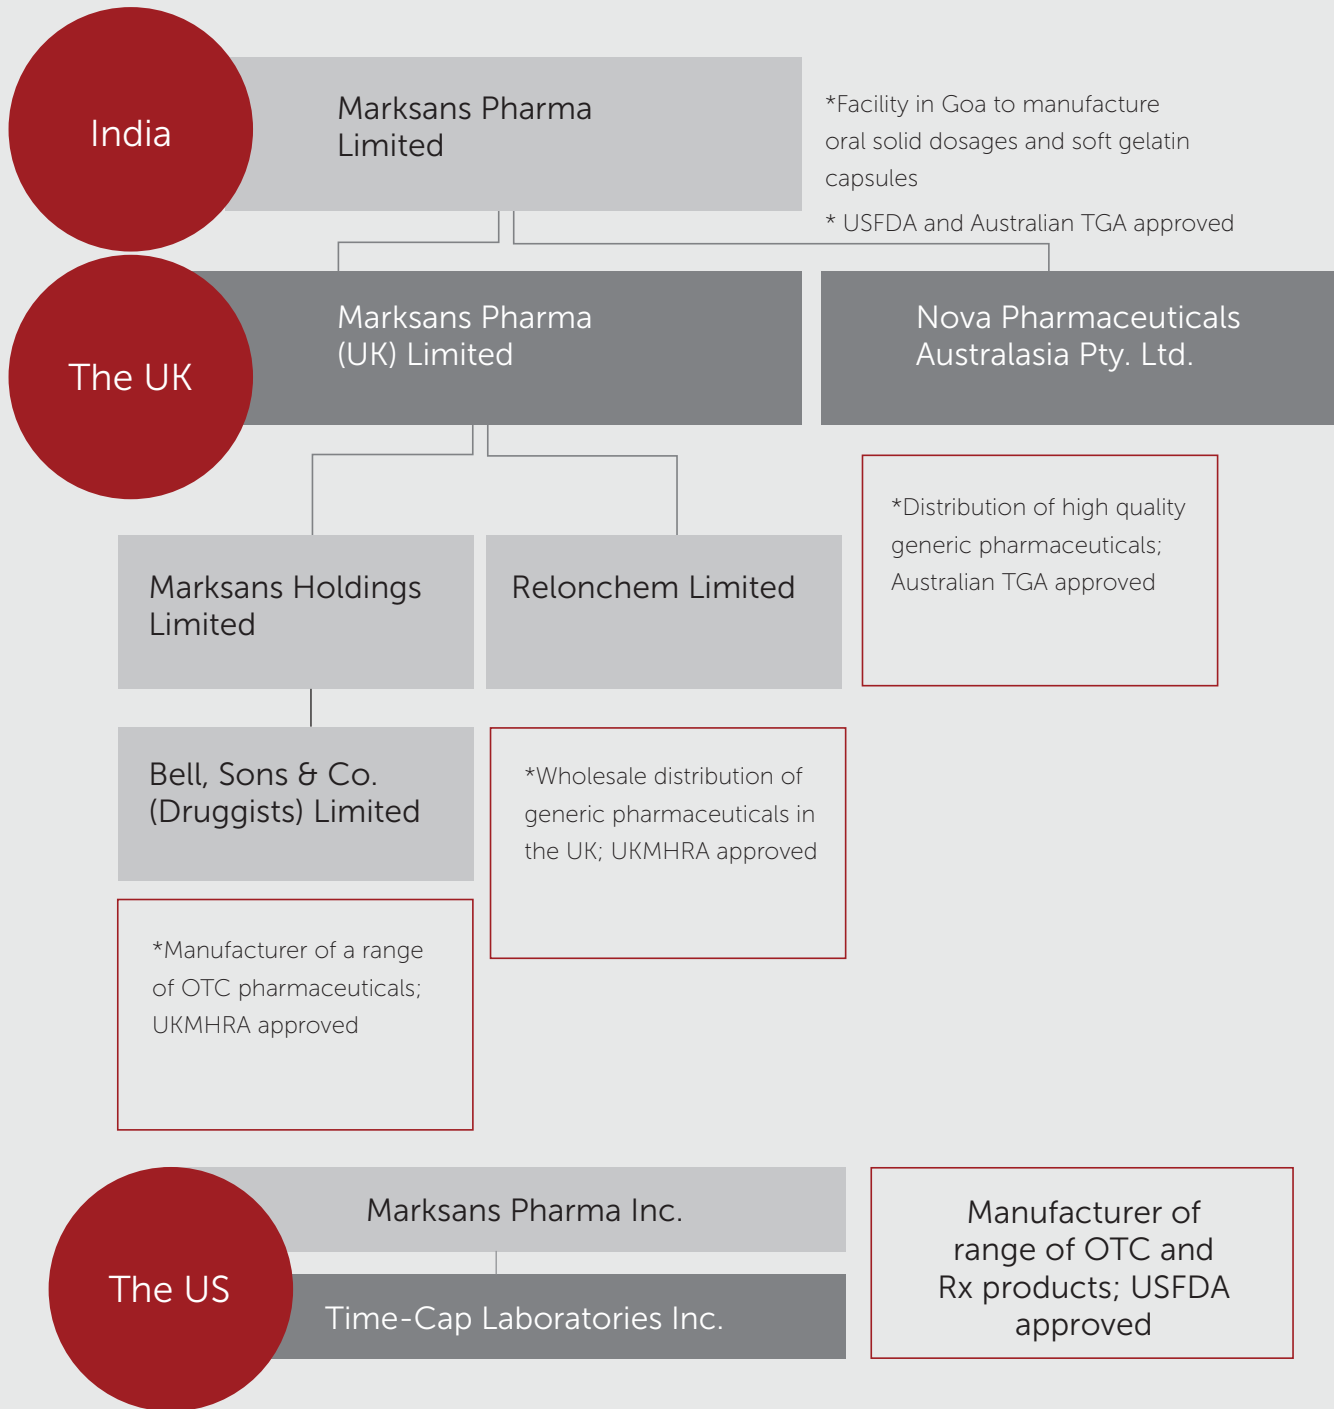 India
Marksans Pharma
Limited
*Facility in Goa to manufacture
oral solid dosages and soft gelatin
capsules
* USFDA and Australian TGA approved
The UK
Marksans Pharma
(UK) Limited
Nova Pharmaceuticals
Australasia Pty. Ltd.
*Distribution of high quality
generic pharmaceuticals;
Australian TGA approved
Marksans Holdings
Limited
Relonchem Limited
Bell, Sons & Co.
(Druggists) Limited
*Wholesale distribution of
generic pharmaceuticals in
the UK; UKMHRA approved
*Manufacturer of a range
of OTC pharmaceuticals;
UKMHRA approved
The US
Marksans Pharma Inc.
Time-Cap Laboratories Inc.
Manufacturer of
range of OTC and
Rx products; USFDA
approved